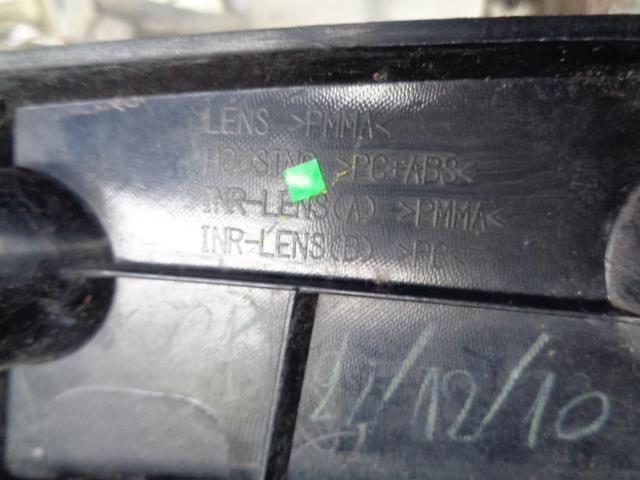 LENS >PMMA<
HOUSING >PC+ABS<
INR-LENS(A) >PMMA<
INR-LENS(B) >PC<
/12/10